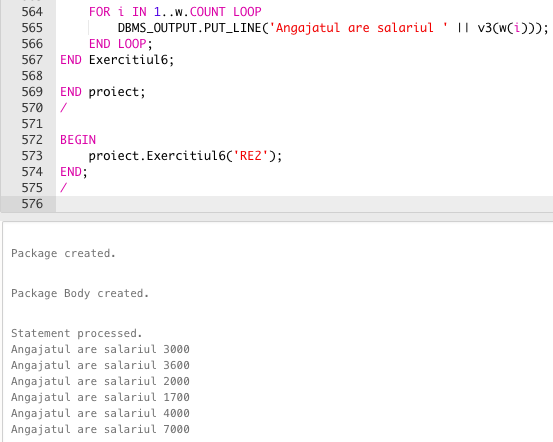 564 FOR i IN 1..w.COUNT LOOP
565 DBMS_OUTPUT.PUT_LINE('Angajatul are salariul ' || v3(w(i)));
566 END LOOP;
567 END Exercitiul6;
568
569 END proiect;
570 /
571
572 BEGIN
573 proiect.Exercitiul6('RE2');
574 END;
575 /
576
Package created.
Package Body created.
Statement processed.
Angajatul are salariul 3000
Angajatul are salariul 3600
Angajatul are salariul 2000
Angajatul are salariul 1700
Angajatul are salariul 4000
Angajatul are salariul 7000